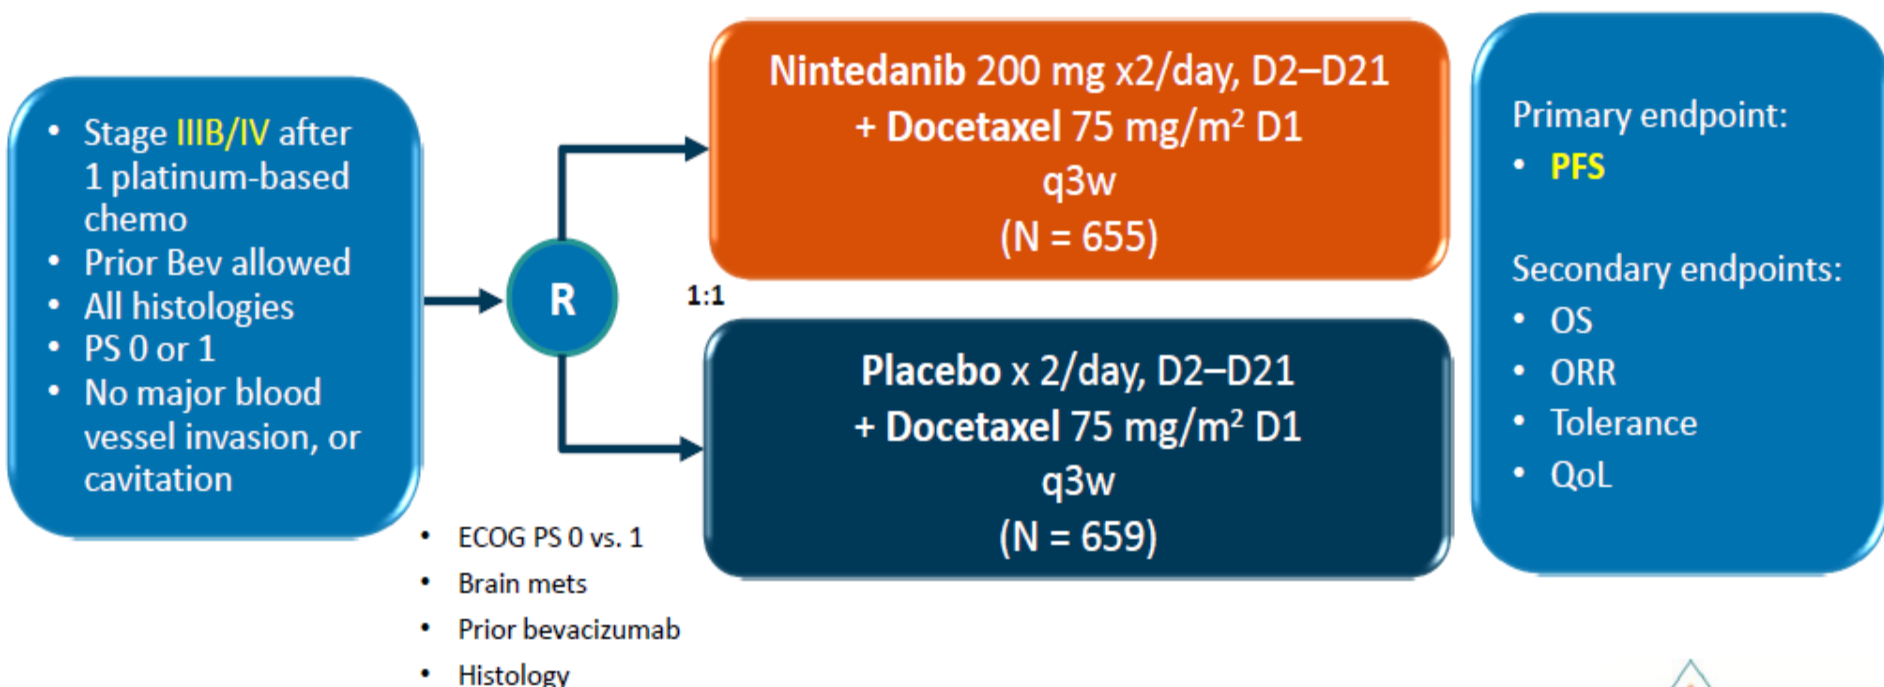 • Stage IIIB/IV after
1 platinum-based
chemo
• Prior Bev allowed
• All histologies
• PS 0 or 1
• No major blood
vessel invasion, or
cavitation
R
1:1
• ECOG PS 0 vs. 1
• Brain mets
• Prior bevacizumab
• Histology
Nintedanib 200 mg x2/day, D2–D21
+ Docetaxel 75 mg/m² D1
q3w
(N = 655)
Placebo x 2/day, D2–D21
+ Docetaxel 75 mg/m² D1
q3w
(N = 659)
Primary endpoint:
• PFS
Secondary endpoints:
• OS
• ORR
• Tolerance
• QoL